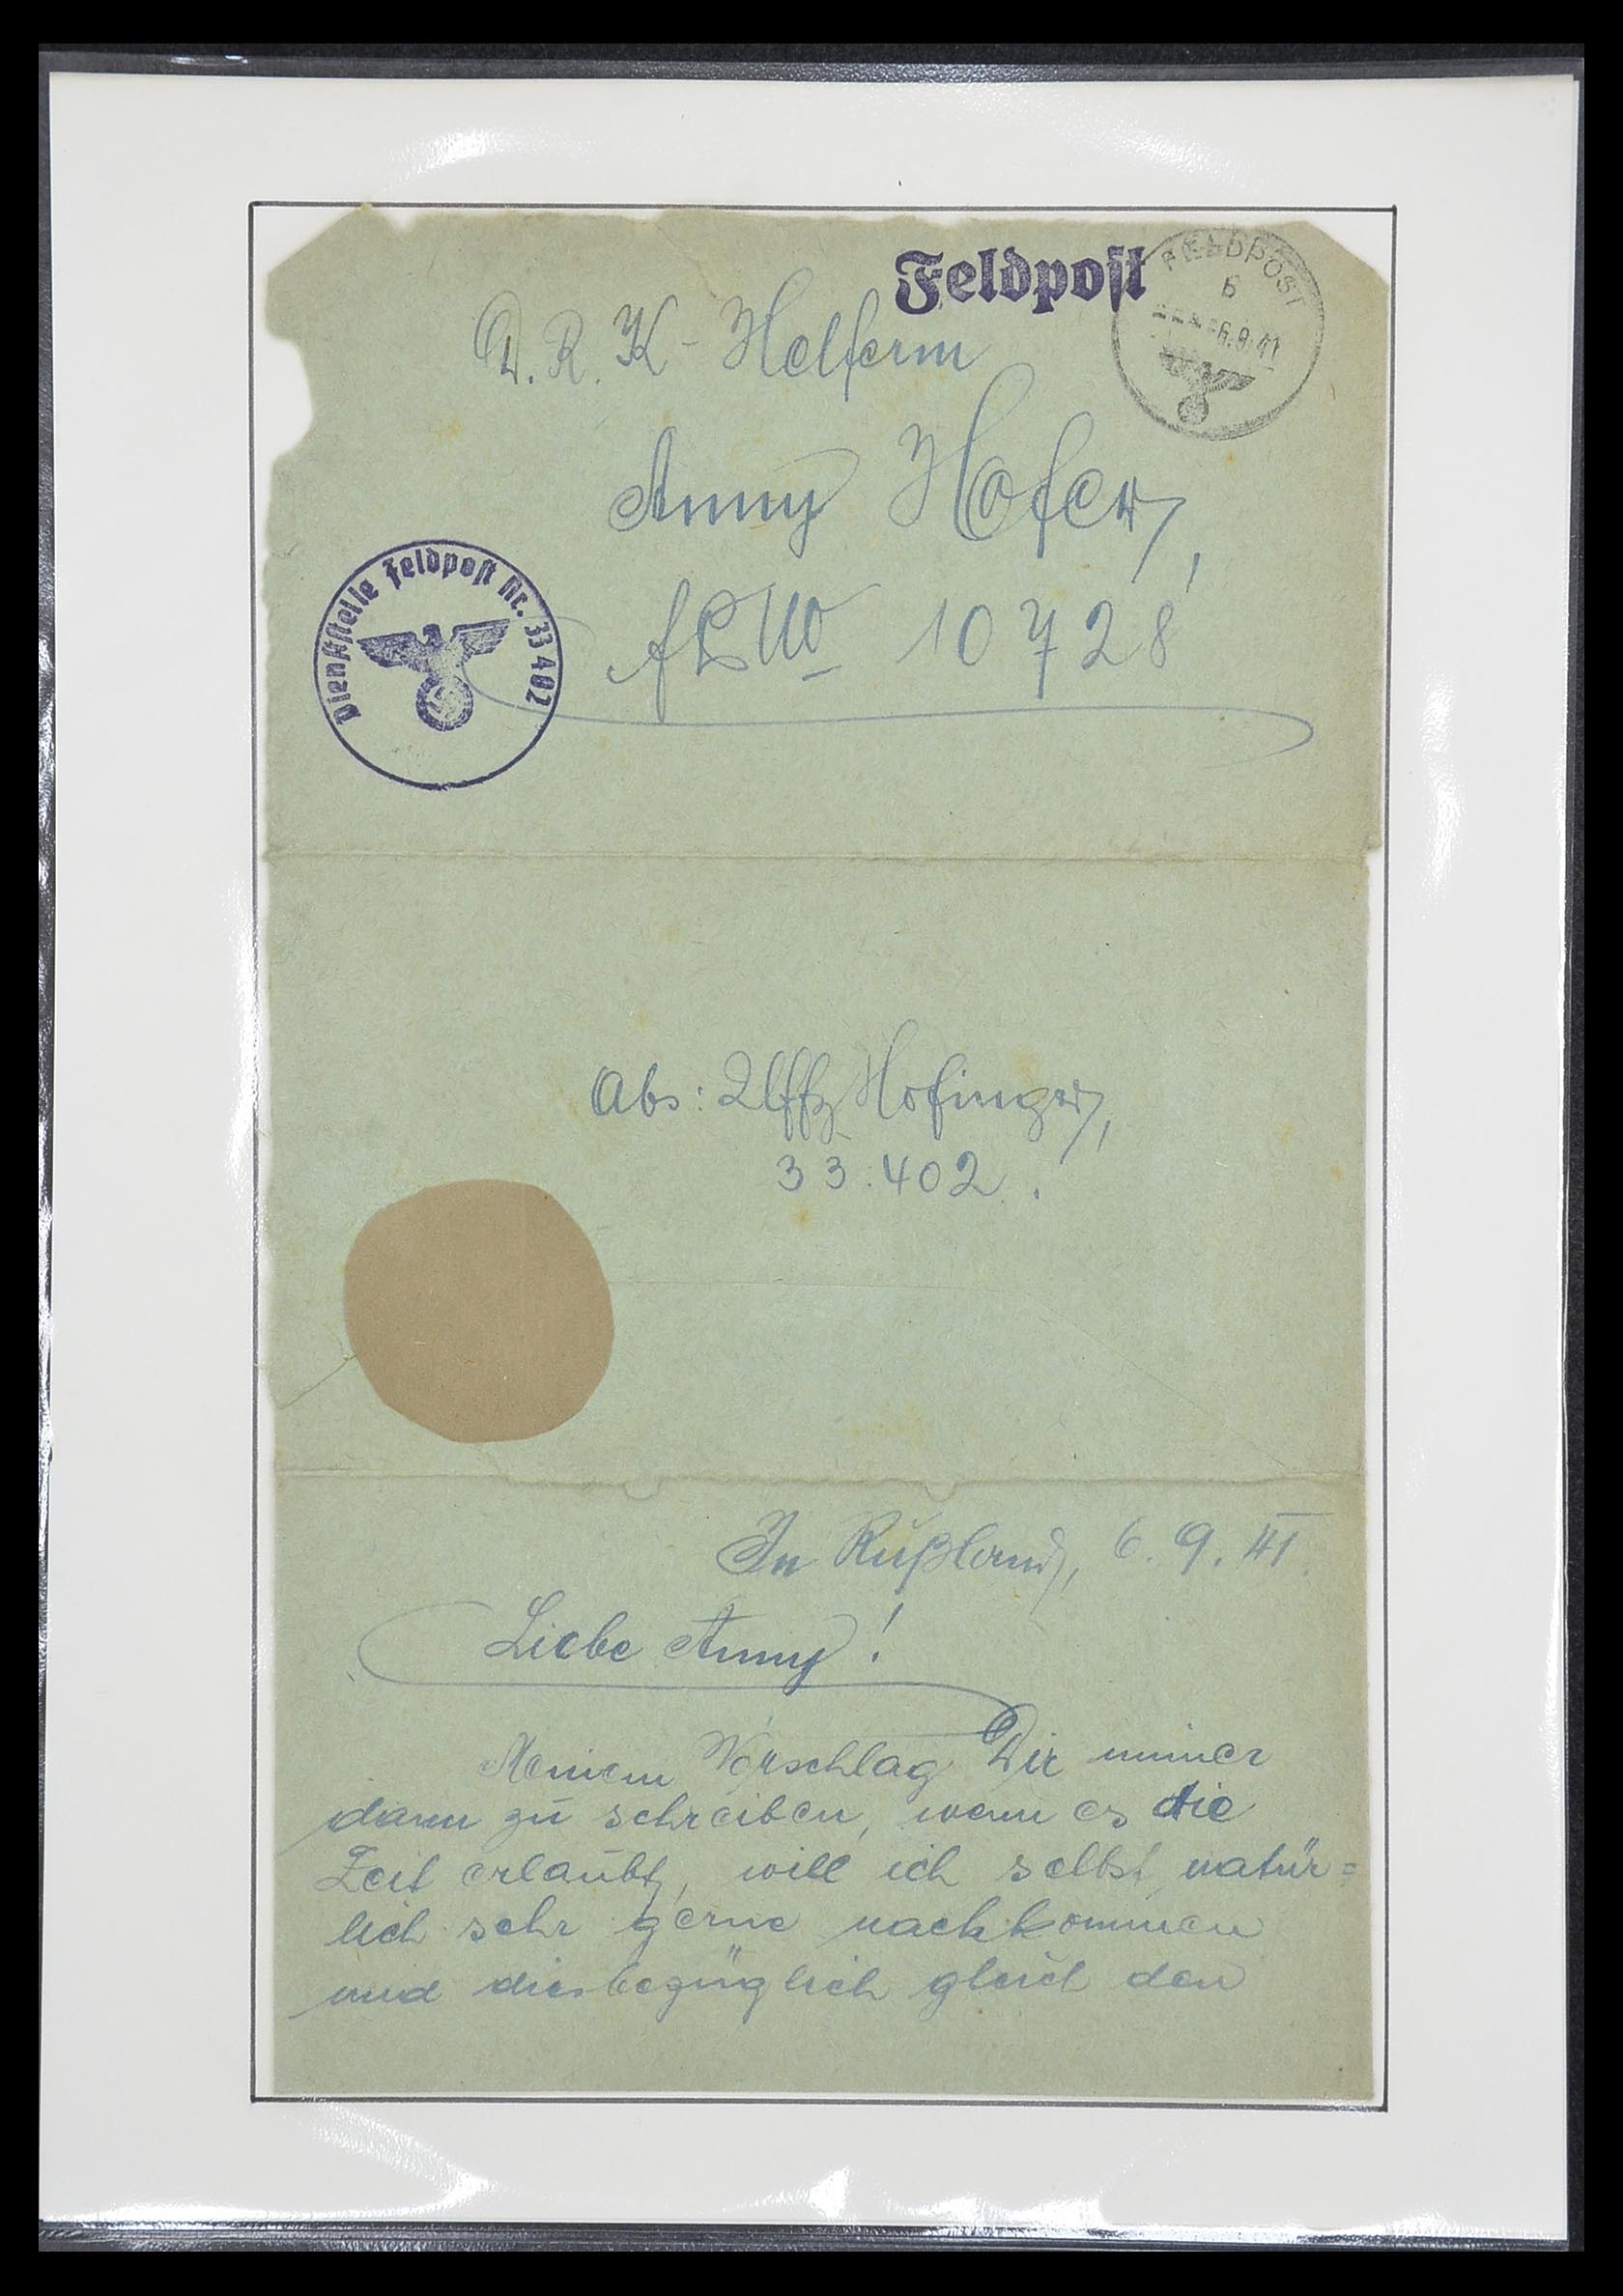 Feldpost
FELDPOST
b
-6.9.41
D.R.K-Helferin
Anny Hofer,
Dienststelle Feldpost Nr. 33402
10728
Abs: Uffz Hofinger,
33.402.
In Rußland, 6.9.41.
Liebe Anny!
Meinem Vorschlag Dir immer
dann zu schreiben, wenn es die
Zeit erlaubt, will ich selbst natür=
lich sehr gerne nachkommen
und diesbezüglich gleich den